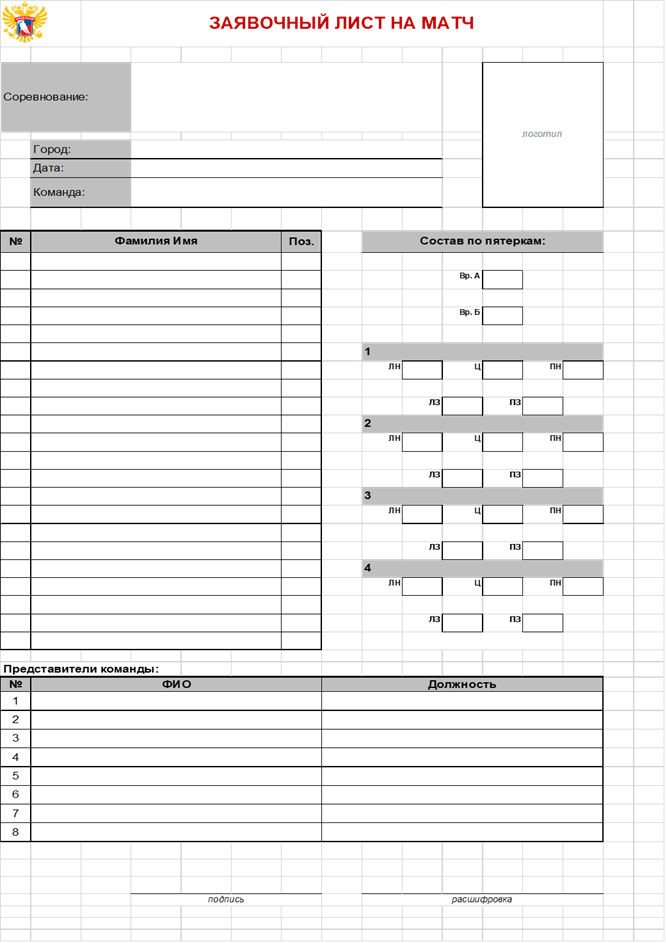 ЗАЯВОЧНЫЙ ЛИСТ НА МАТЧ
Соревнование:
логотип
Город:
Дата:
Команда:
№ Фамилия Имя Поз. Состав по пятеркам:
Вр. А
Вр. Б
1
ЛН Ц ПН
ЛЗ ПЗ
2
ЛН Ц ПН
ЛЗ ПЗ
3
ЛН Ц ПН
ЛЗ ПЗ
4
ЛН Ц ПН
ЛЗ ПЗ
Представители команды:
№ ФИО Должность
1
2
3
4
5
6
7
8
подпись расшифровка